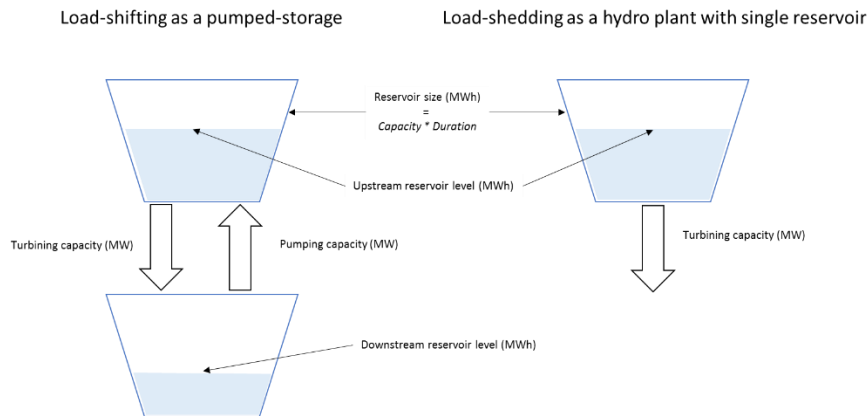 Load-shifting as a pumped-storage
Load-shedding as a hydro plant with single reservoir
Reservoir size (MWh)
=
Capacity * Duration
Upstream reservoir level (MWh)
Turbining capacity (MW)
Pumping capacity (MW)
Turbining capacity (MW)
Downstream reservoir level (MWh)